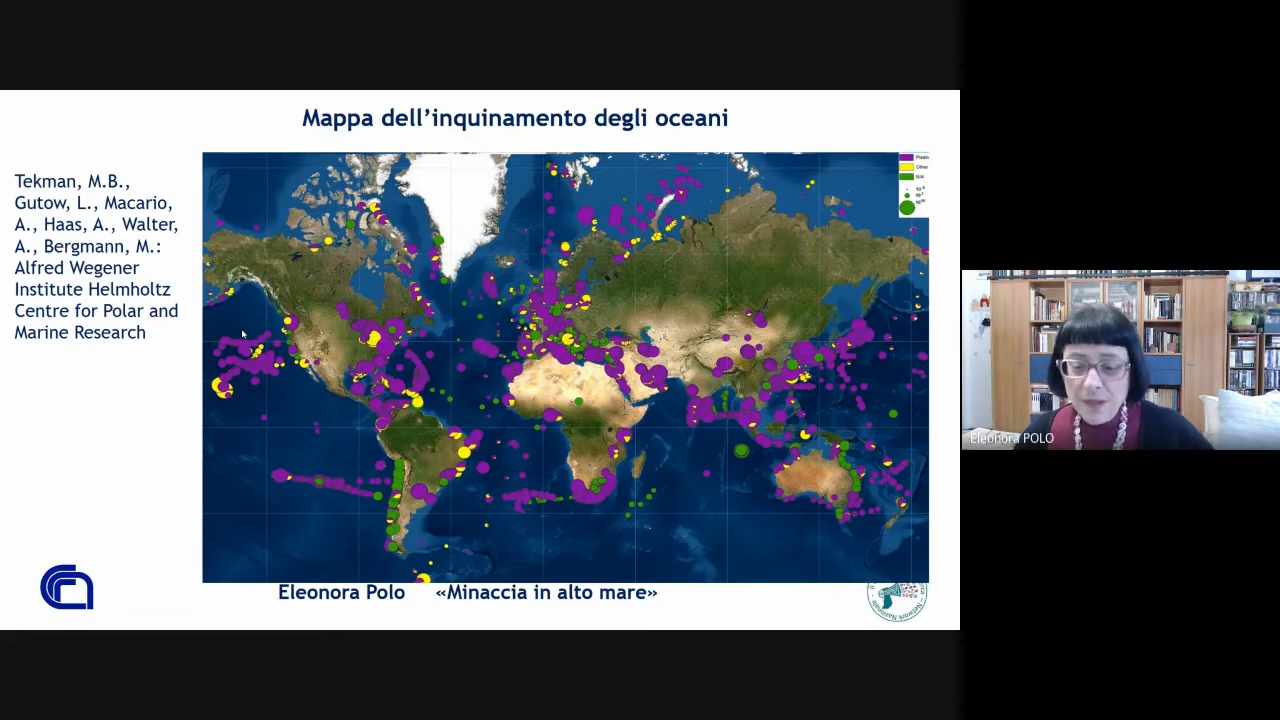 Mappa dell’inquinamento degli oceani
Tekman, M.B.,
Gutow, L., Macario,
A., Haas, A., Walter,
A., Bergmann, M.:
Alfred Wegener
Institute Helmholtz
Centre for Polar and
Marine Research
Plastic
Other
N/A
Eleonora POLO
Eleonora Polo «Minaccia in alto mare»